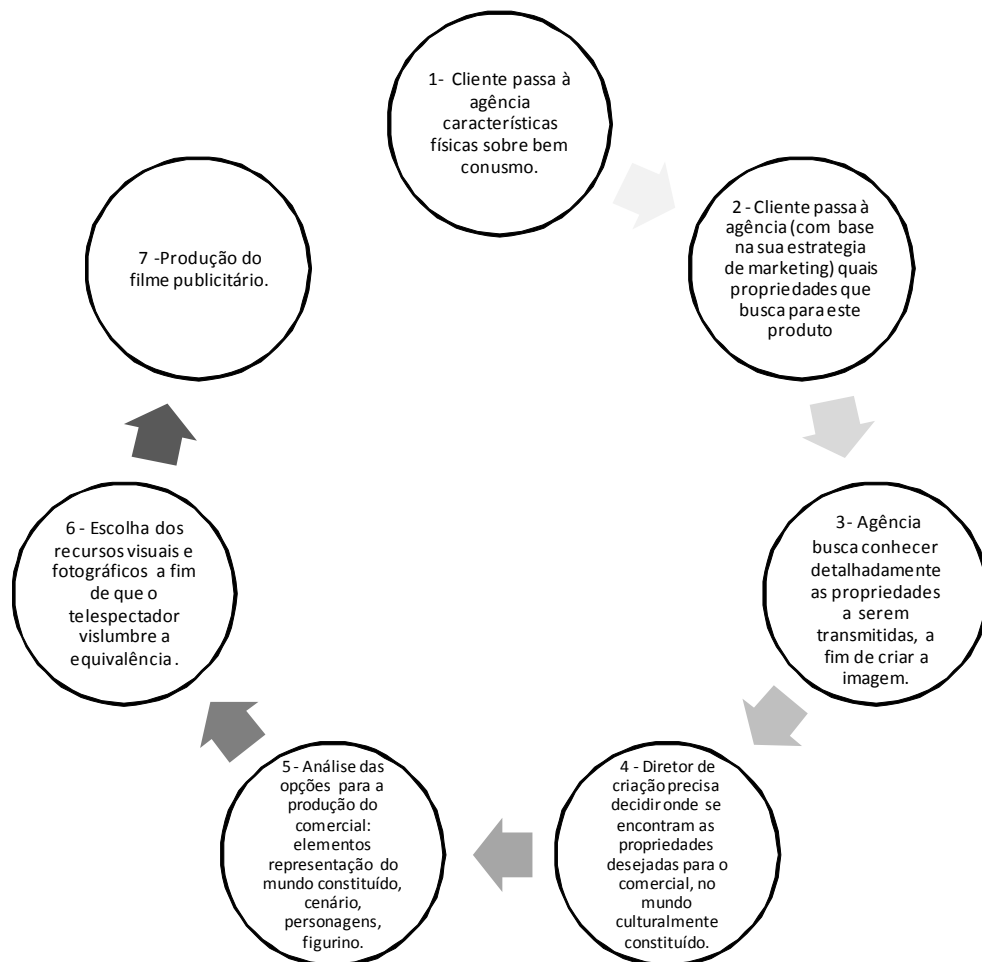 1- Cliente passa à
agência
características
físicas sobre bem
conusmo.
2 - Cliente passa à
agência (com base
na sua estrategia
de marketing) quais
propriedades que
busca para este
produto
3- Agência
busca conhecer
detalhadamente
as propriedades
a serem
transmitidas, a
fim de criar a
imagem.
4 - Diretor de
criação precisa
decidir onde se
encontram as
propriedades
desejadas para o
comercial, no
mundo
culturalmente
constituído.
5 - Análise das
opções para a
produção do
comercial:
elementos
representação do
mundo constituído,
cenário,
personagens,
figurino.
6 - Escolha dos
recursos visuais e
fotográficos a fim
de que o
telespectador
vislumbre a
equivalência.
7 -Produção do
filme publicitário.